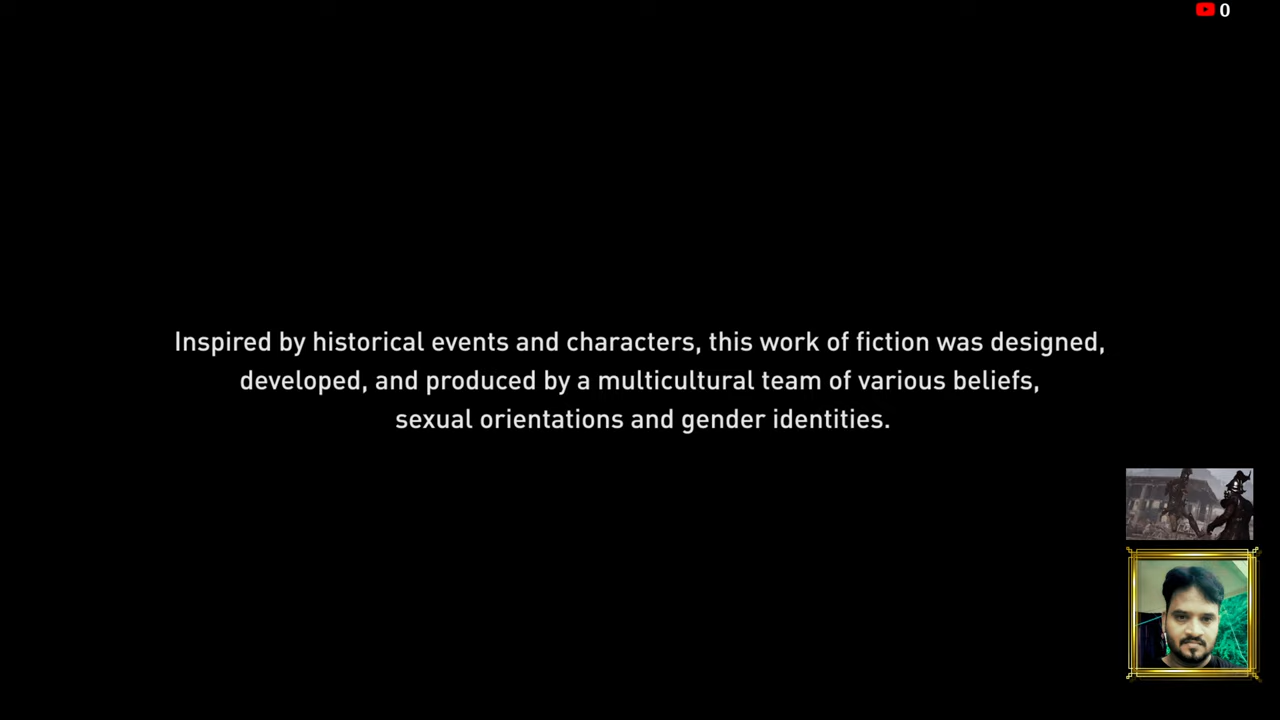 0
Inspired by historical events and characters, this work of fiction was designed,
developed, and produced by a multicultural team of various beliefs,
sexual orientations and gender identities.